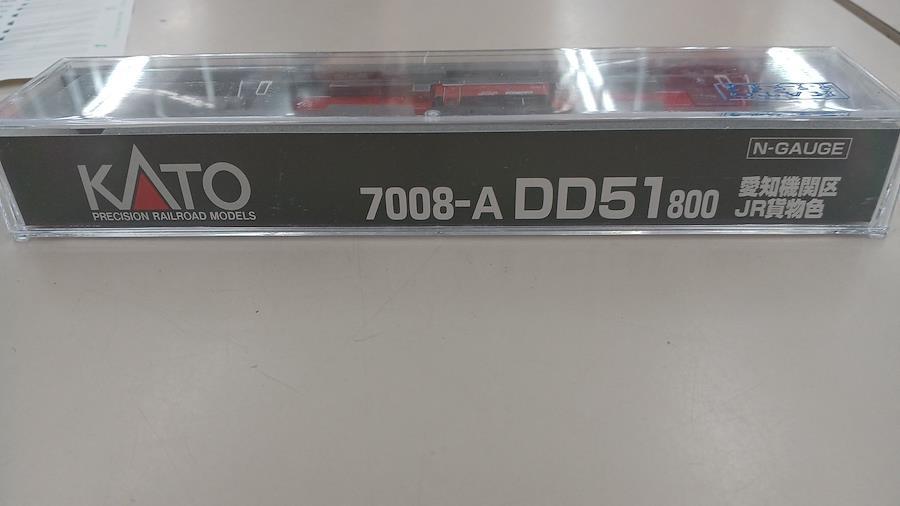 N-GAUGE
KATO
PRECISION RAILROAD MODELS
7008-A DD51 800
愛知機関区
JR貨物色